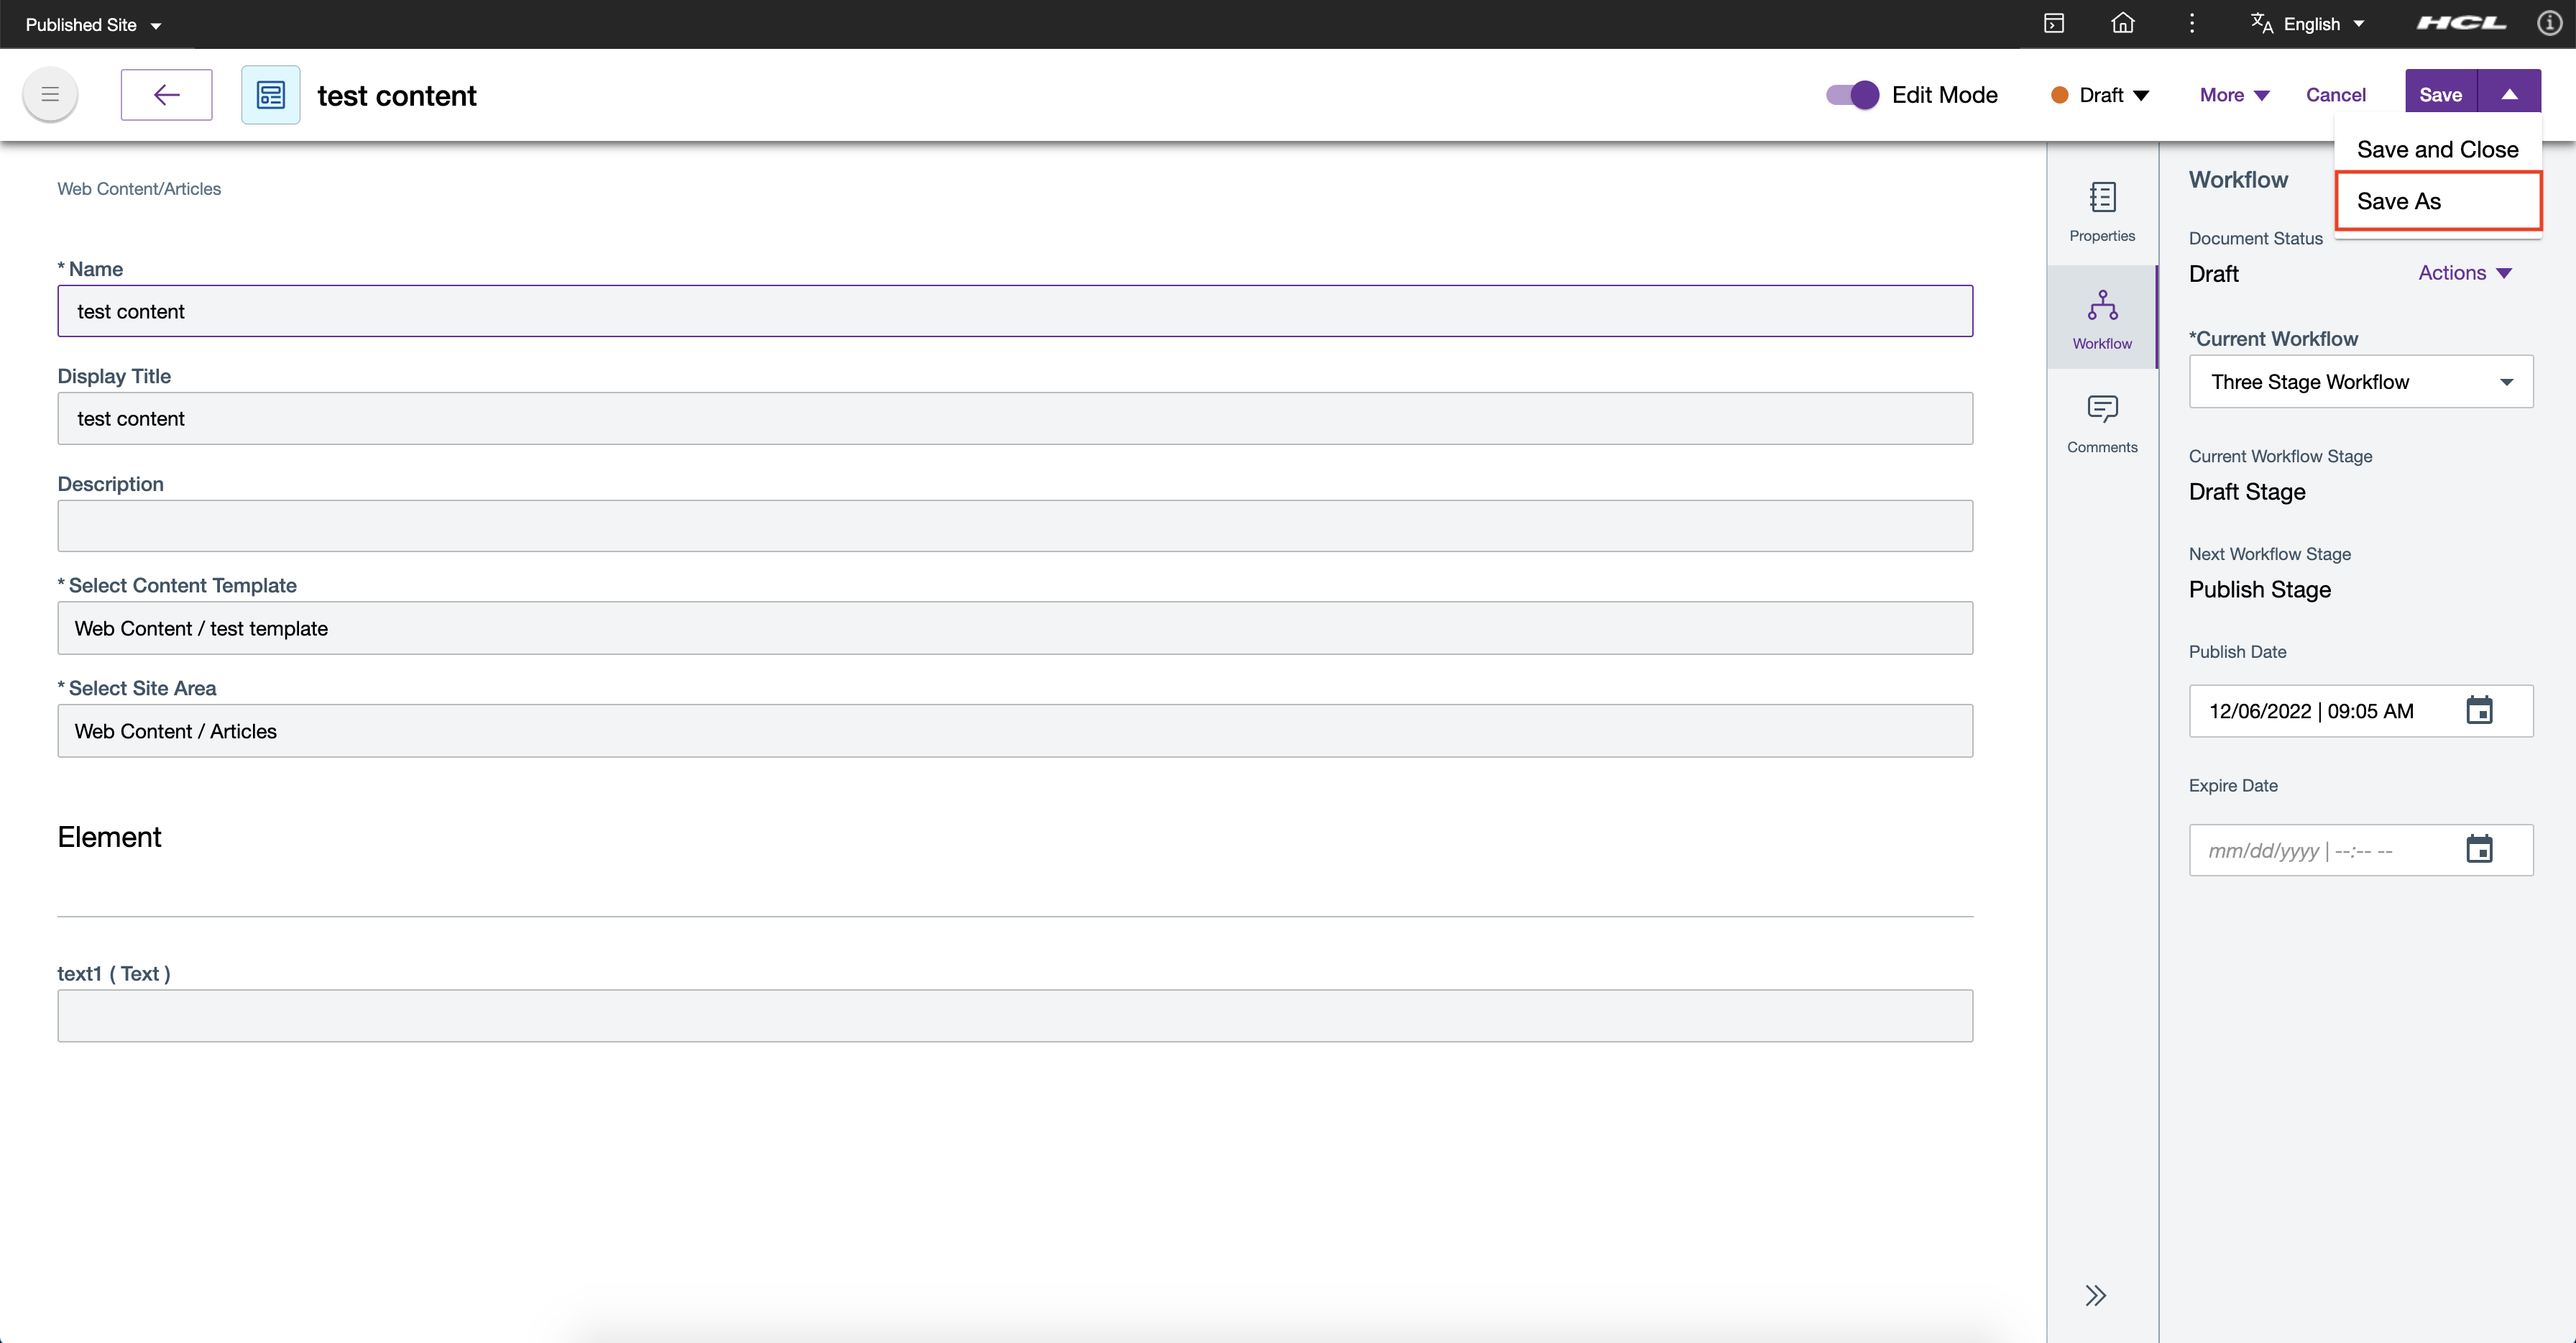 Published Site
English
HCL
test content
Edit Mode
Draft
More
Cancel
Save
Save and Close
Save As
Web Content/Articles
* Name
test content
Display Title
test content
Description
* Select Content Template
Web Content / test template
* Select Site Area
Web Content / Articles
Element
text1 ( Text )
Properties
Workflow
Comments
Workflow
Document Status
Draft
Actions
*Current Workflow
Three Stage Workflow
Current Workflow Stage
Draft Stage
Next Workflow Stage
Publish Stage
Publish Date
12/06/2022 | 09:05 AM
Expire Date
mm/dd/yyyy | --:-- --